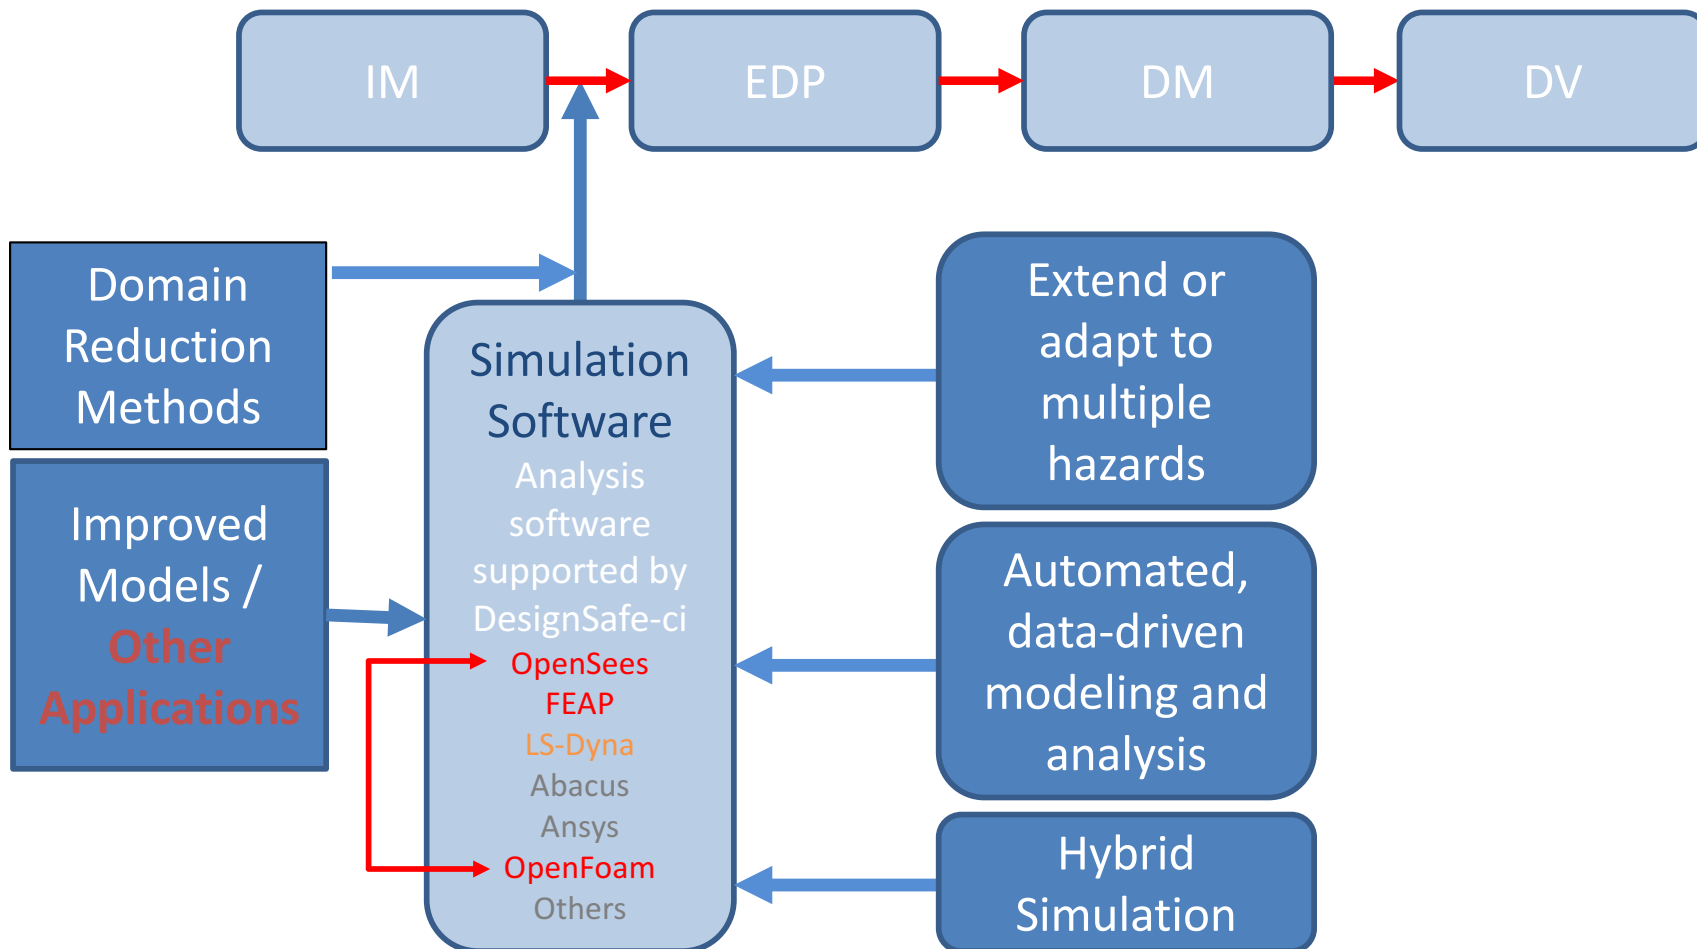 IM
EDP
DM
DV
Domain
Reduction
Methods
Improved
Models /
Other
Applications
Simulation
Software
Analysis
software
supported by
DesignSafe-ci
OpenSees
FEAP
LS-Dyna
Abacus
Ansys
OpenFoam
Others
Extend or
adapt to
multiple
hazards
Automated,
data-driven
modeling and
analysis
Hybrid
Simulation